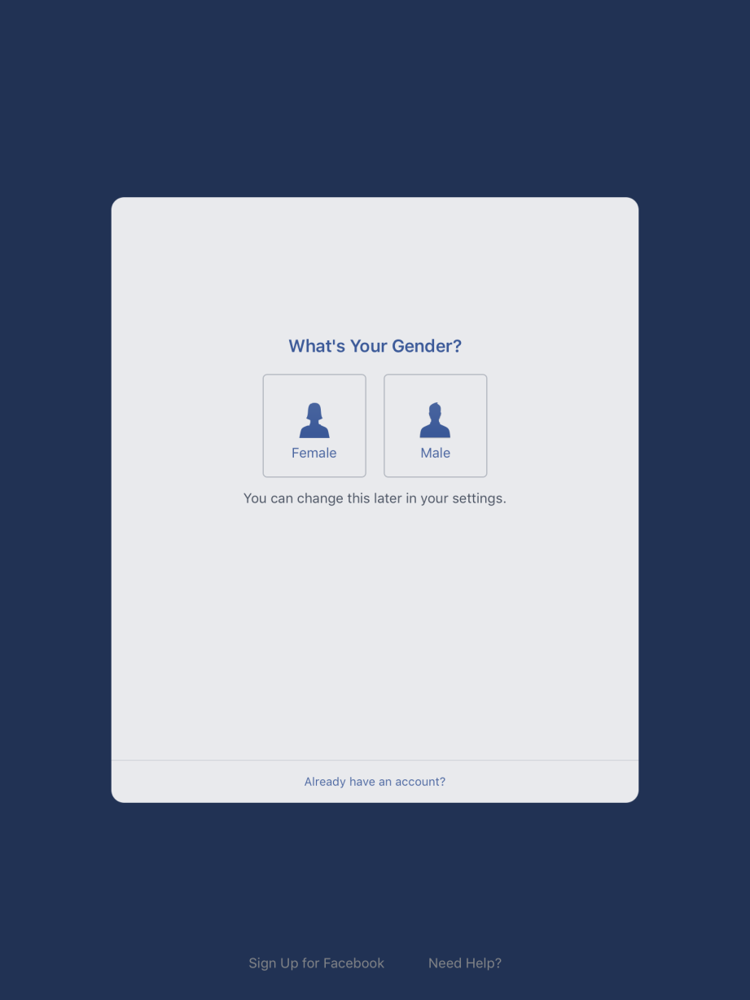 What's Your Gender?
Female
Male
You can change this later in your settings.
Already have an account?
Sign Up for Facebook
Need Help?